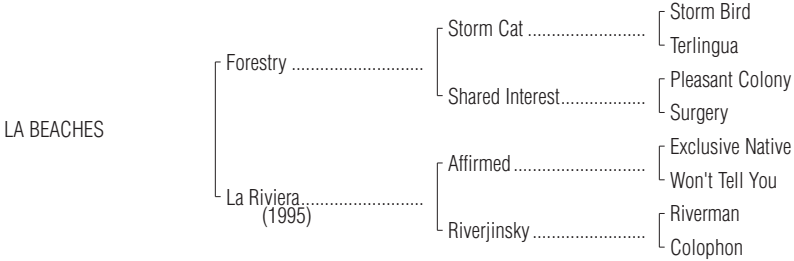 Storm Bird
Storm Cat ........................
Terlingua
Forestry ...........................
Pleasant Colony
Shared Interest..................
Surgery
LA BEACHES
Exclusive Native
Affirmed ...........................
Won't Tell You
La Riviera.........................
(1995)
Riverman
Riverjinsky .......................
Colophon